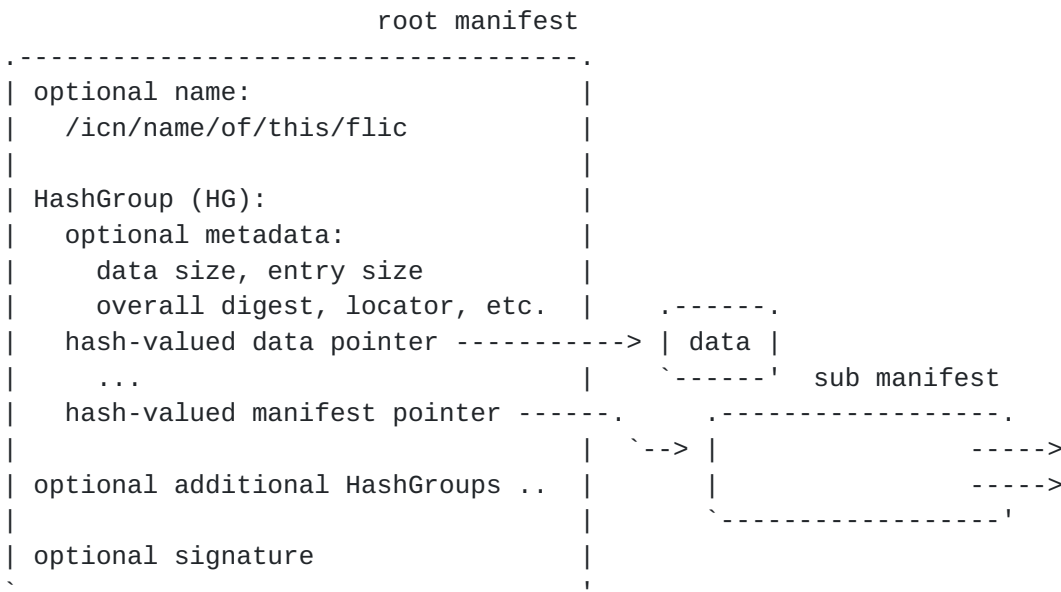 root manifest
optional name:
/icn/name/of/this/flic
HashGroup (HG):
optional metadata:
data size, entry size
overall digest, locator, etc.
hash-valued data pointer -----------> | data |
...
sub manifest
hash-valued manifest pointer ------.
optional additional HashGroups ..
optional signature